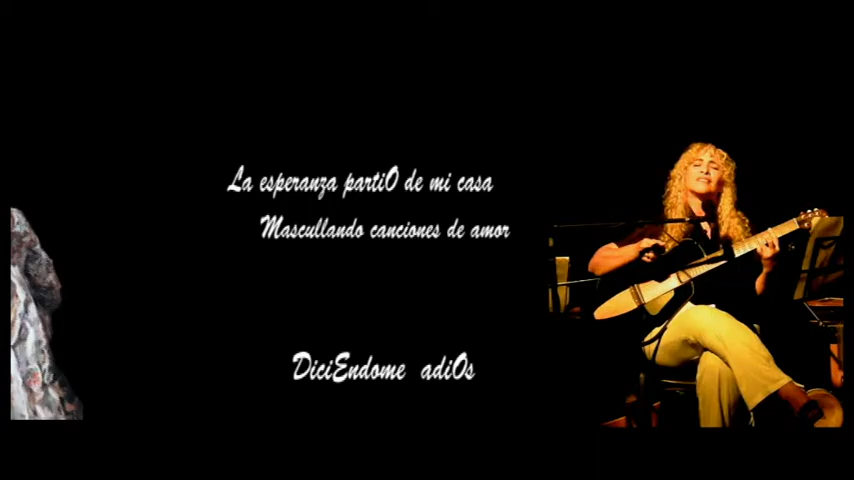 La esperanza partiO de mi casa
Mascullando canciones de amor
DiciEndome adiOs